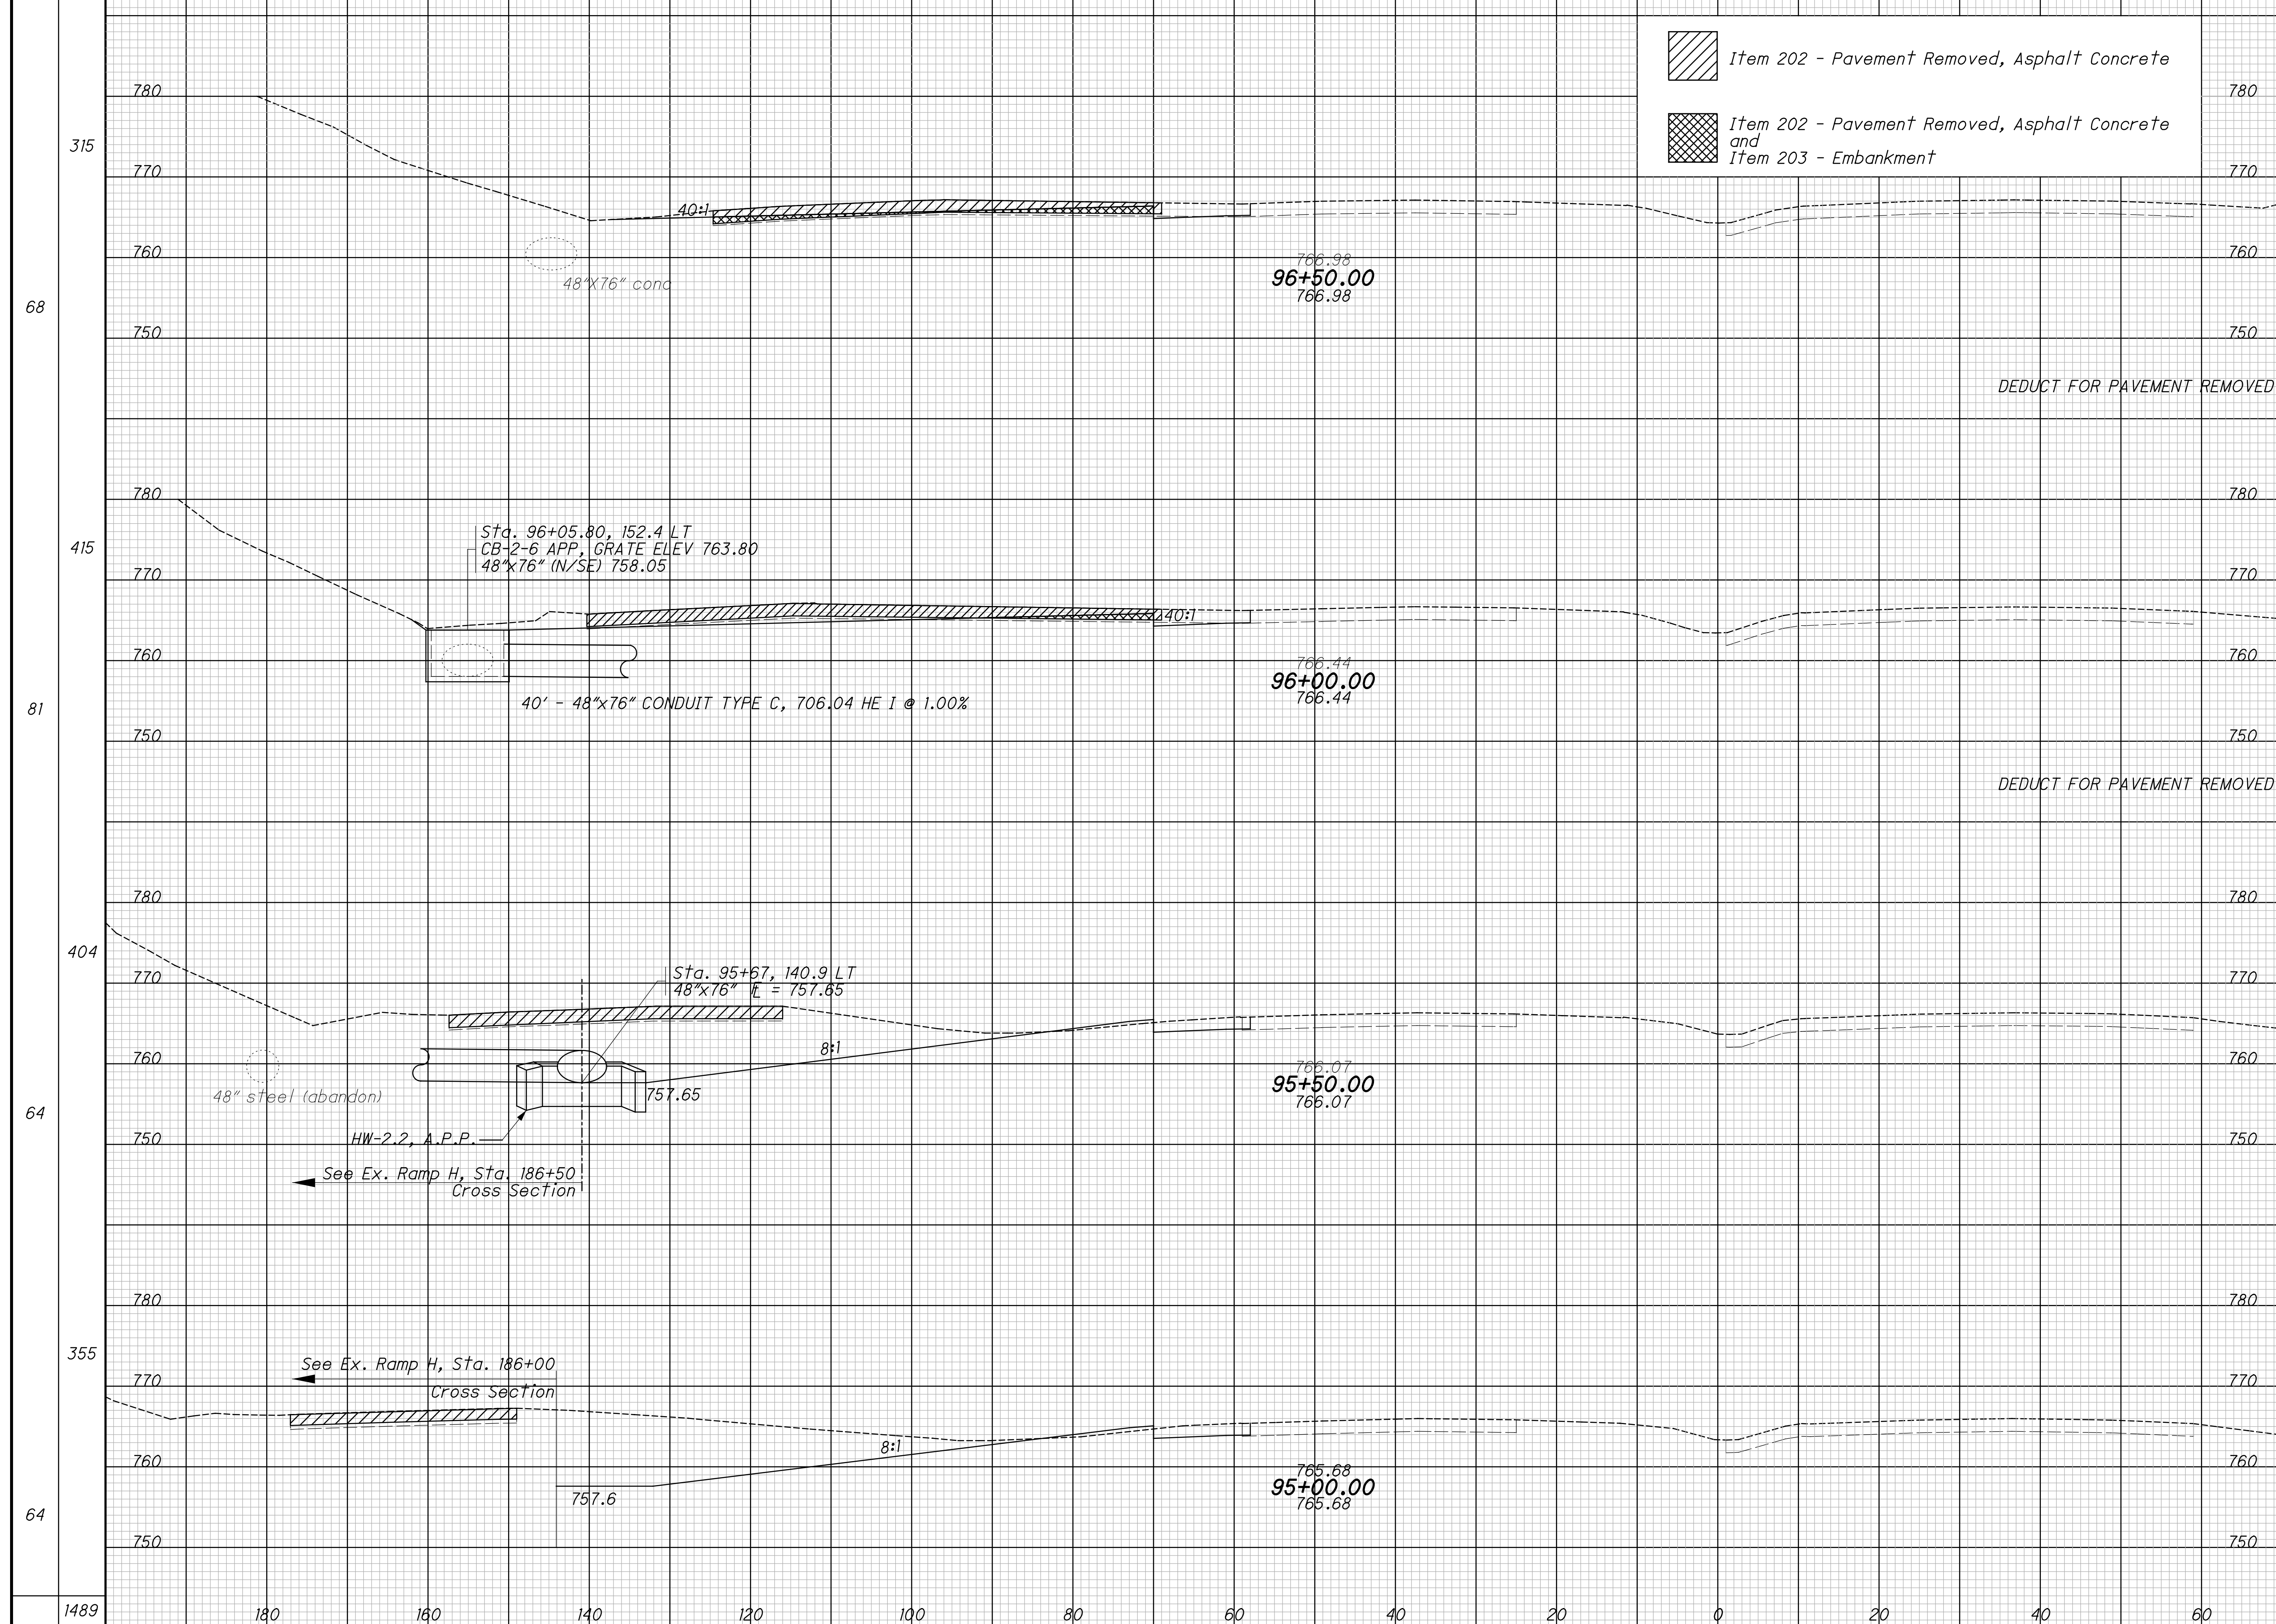 Item 202 - Pavement Removed, Asphalt Concrete
Item 202 - Pavement Removed, Asphalt Concrete
and
Item 203 - Embankment
780
780
315
770
770
40:1
760
760
48"X76" cond
766.98
96+50.00
766.98
68
750
750
DEDUCT FOR PAVEMENT REMOVED
780
780
415
Sta. 96+05.80, 152.4 LT
CB-2-6 APP, GRATE ELEV 763.80
48"x76" (N/SE) 758.05
770
770
40:1
760
760
766.44
96+00.00
766.44
40' - 48"x76" CONDUIT TYPE C, 706.04 HE I @ 1.00%
81
750
750
DEDUCT FOR PAVEMENT REMOVED
780
780
404
Sta. 95+67, 140.9 LT
48"x76" FL = 757.65
770
770
8:1
760
760
766.07
95+50.00
766.07
48" steel (abandon)
757.65
64
HW-2.2, A.P.P.
750
750
See Ex. Ramp H, Sta. 186+50
Cross Section
780
780
355
See Ex. Ramp H, Sta. 186+00
Cross Section
770
770
8:1
760
760
765.68
95+00.00
765.68
757.6
64
750
750
1489
180 160 140 120 100 80 60 40 20 0 20 40 60